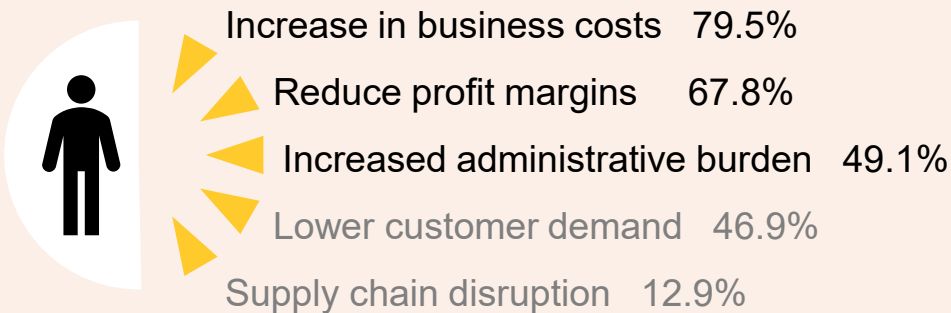 Increase in business costs 79.5%
Reduce profit margins 67.8%
Increased administrative burden 49.1%
Lower customer demand 46.9%
Supply chain disruption 12.9%